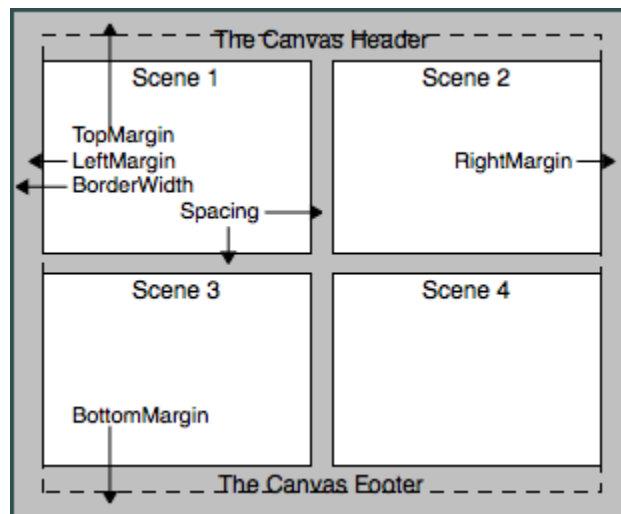 The Canvas Header
Scene 1
Scene 2
TopMargin
LeftMargin
RightMargin
BorderWidth
Spacing
Scene 3
Scene 4
BottomMargin
The Canvas Footer